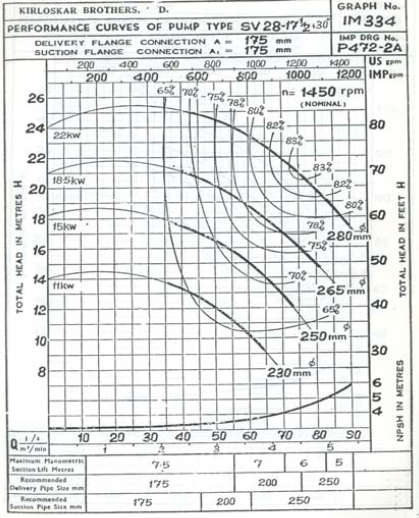 KIRLOSKAR BROTHERS. D.
GRAPH No.
IM 334
PERFORMANCE CURVES OF PUMP TYPE SV 28-17½±30
DELIVERY FLANGE CONNECTION A = 175 mm
SUCTION FLANGE CONNECTION A₁ = 175 mm
IMP DRG No.
P472-2A
200 400 600 800 1000 1200 1400 US gpm
200 400 600 800 1000 1200 IMPgpm
n= 1450 rpm
(NOMINAL)
65% 70% 75% 78% 80% 82% 83%
83%
82%
80%
78%
75%
70%
65%
22kw
18.5kw
15kw
11kw
280mm
265mm
ϕ
250mm
ϕ
230mm
ϕ
TOTAL HEAD IN METRES H
26
24
22
20
18
16
14
12
10
8
TOTAL HEAD IN FEET H
80
70
60
50
40
30
NPSH IN METRES
6
5
4
Q l/s 10 20 30 40 50 60 70 80 90
m³/min 1 2 3 4 5
Maximum Manometric
Suction Lift Metres
7·5 7 6 5
Recommended
Delivery Pipe Size mm
175 200 250
Recommended
Suction Pipe Size mm
175 200 250